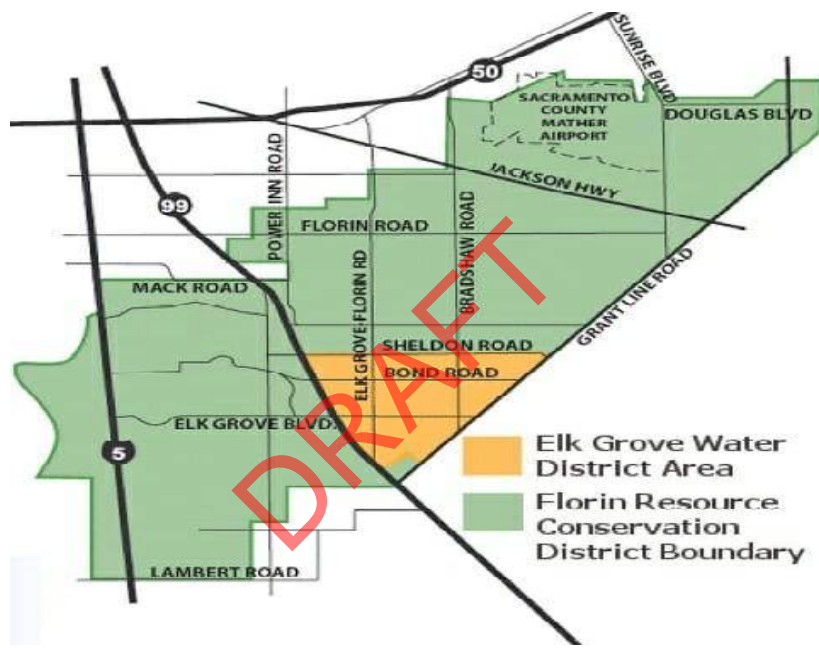 SUNRISE BLVD
50
SACRAMENTO
COUNTY
MATHER
AIRPORT
DOUGLAS BLVD
99
POWER INN ROAD
JACKSON HWY
FLORIN ROAD
BRADSHAW ROAD
ELK GROVE-FLORIN RD
GRANT LINE ROAD
MACK ROAD
SHELDON ROAD
BOND ROAD
ELK GROVE BLVD.
5
DRAFT
Elk Grove Water
District Area
Florin Resource
Conservation
District Boundary
LAMBERT ROAD